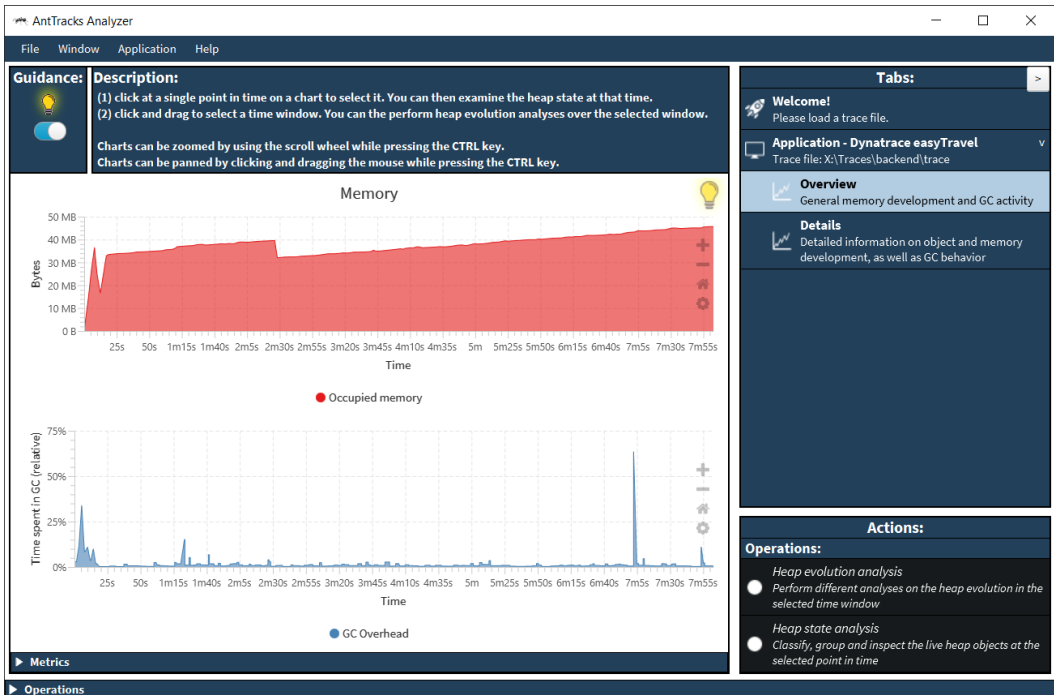 AntTracks Analyzer
File Window Application Help
Guidance:
Description:
(1) click at a single point in time on a chart to select it. You can then examine the heap state at that time.
(2) click and drag to select a time window. You can the perform heap evolution analyses over the selected window.
Charts can be zoomed by using the scroll wheel while pressing the CTRL key.
Charts can be panned by clicking and dragging the mouse while pressing the CTRL key.
Memory
50 MB
40 MB
30 MB
20 MB
10 MB
0 B
Bytes
25s 50s 1m15s 1m40s 2m5s 2m30s 2m55s 3m20s 3m45s 4m10s 4m35s 5m 5m25s 5m50s 6m15s 6m40s 7m5s 7m30s 7m55s
Time
Occupied memory
75%
50%
25%
0%
Time spent in GC (relative)
25s 50s 1m15s 1m40s 2m5s 2m30s 2m55s 3m20s 3m45s 4m10s 4m35s 5m 5m25s 5m50s 6m15s 6m40s 7m5s 7m30s 7m55s
Time
GC Overhead
Metrics
Operations
Tabs:
>
Welcome!
Please load a trace file.
Application - Dynatrace easyTravel v
Trace file: X:\Traces\backend\trace
Overview
General memory development and GC activity
Details
Detailed information on object and memory
development, as well as GC behavior
Actions:
Operations:
Heap evolution analysis
Perform different analyses on the heap evolution in the
selected time window
Heap state analysis
Classify, group and inspect the live heap objects at the
selected point in time